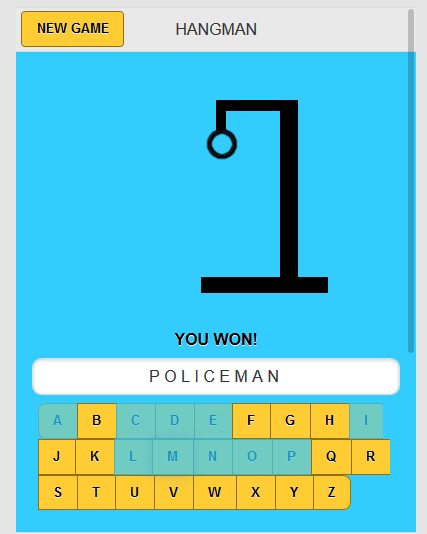 NEW GAME HANGMAN
YOU WON!
POLICEMAN
A B C D E F G H I
J K L M N O P Q R
S T U V W X Y Z